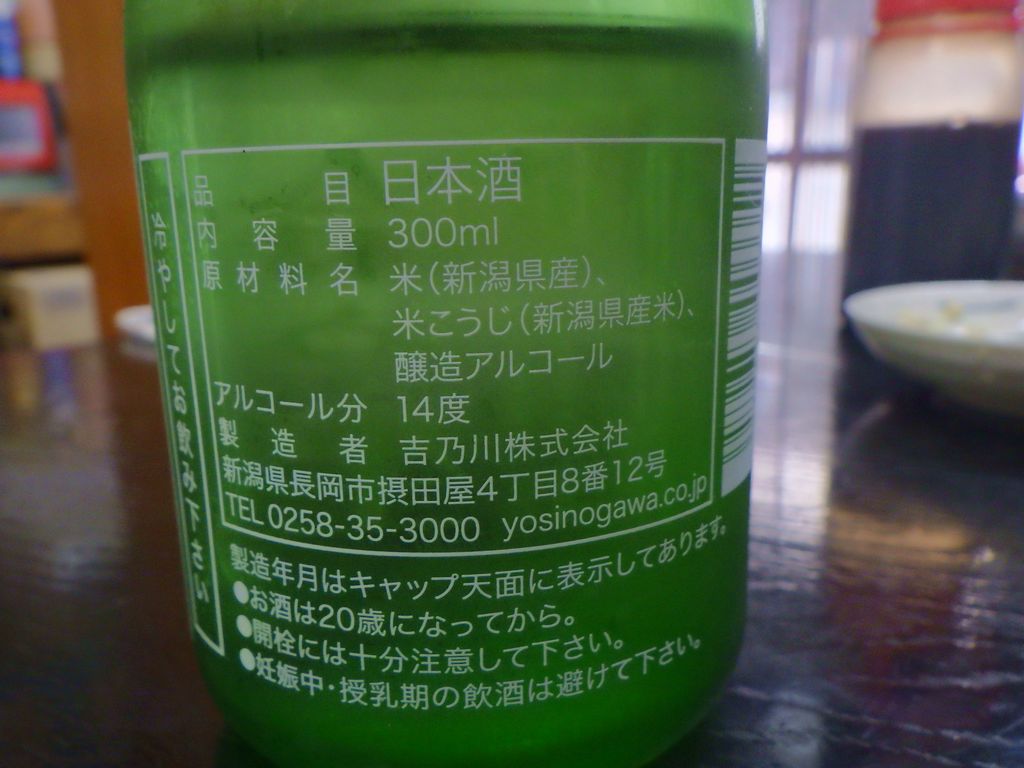 冷やしてお飲み下さい
品目 日本酒
内容量 300ml
原材料名 米(新潟県産)、
米こうじ(新潟県産米)、
醸造アルコール
アルコール分 14度
製造者 吉乃川株式会社
新潟県長岡市摂田屋4丁目8番12号
TEL 0258-35-3000 yosinogawa.co.jp
製造年月はキャップ天面に表示してあります。
●お酒は20歳になってから。
●開栓には十分注意して下さい。
●妊娠中・授乳期の飲酒は避けて下さい。